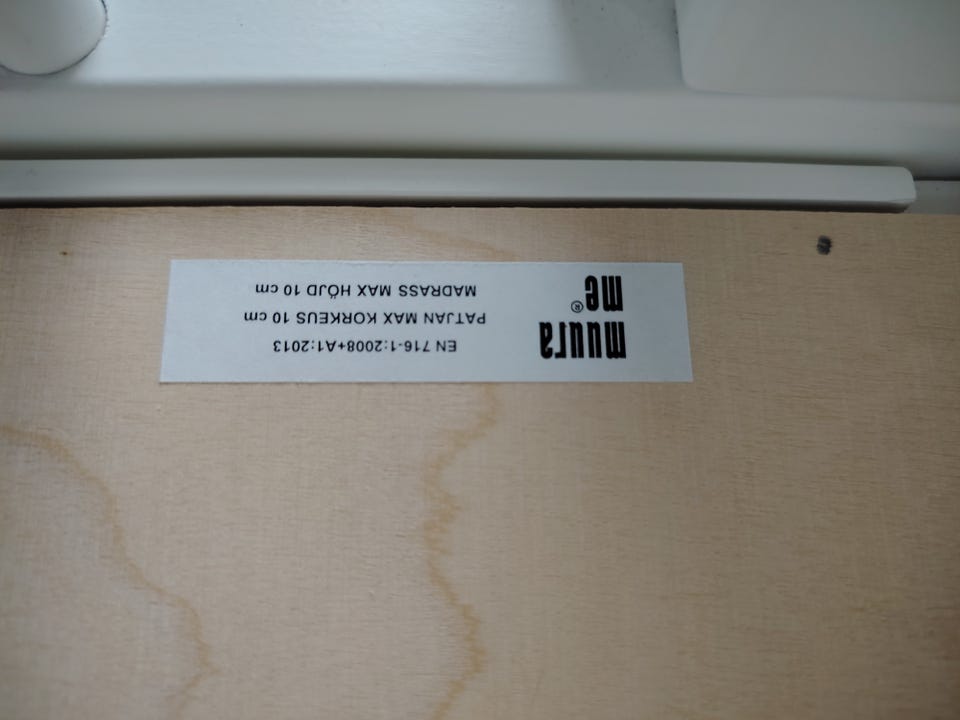 muura
me®
EN 716-1:2008+A1:2013
PATJAN MAX KORKEUS 10 cm
MADRASS MAX HÖJD 10 cm